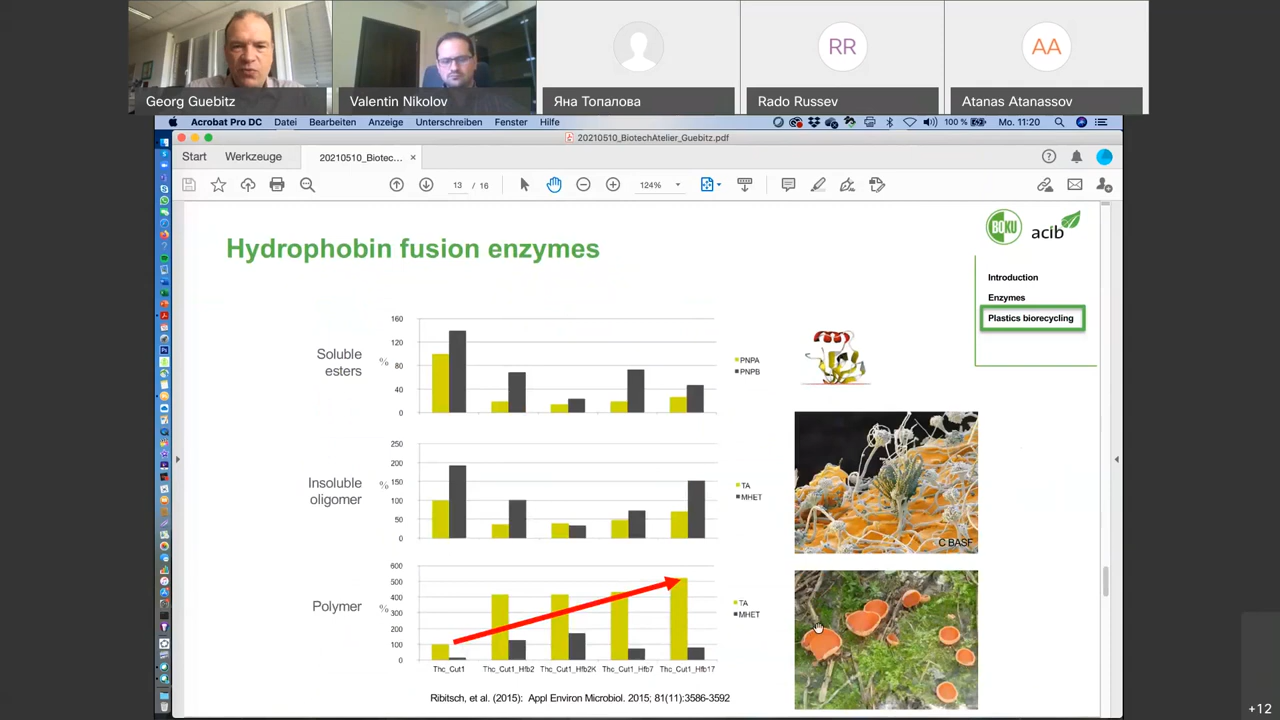 Georg Guebitz
Valentin Nikolov
Яна Топалова
RR
Rado Russev
AA
Atanas Atanassov
Acrobat Pro DC Datei Bearbeiten Anzeige Unterschreiben Fenster Hilfe
100 % Mo. 11:20
20210510_BiotechAtelier_Guebitz.pdf
Start Werkzeuge 20210510_Biotec... ×
13 / 16 124%
Hydrophobin fusion enzymes
BOKU acib
Introduction
Enzymes
Plastics biorecycling
Soluble
esters
%
160
120
80
40
0
PNPA
PNPB
Insoluble
oligomer
%
250
200
150
100
50
0
TA
MHET
Polymer
%
600
500
400
300
200
100
0
TA
MHET
Thc_Cut1 Thc_Cut1_Hfb2 Thc_Cut1_Hfb2K Thc_Cut1_Hfb7 Thc_Cut1_Hfb17
C BASF
Ribitsch, et al. (2015): Appl Environ Microbiol. 2015; 81(11):3586-3592
+12